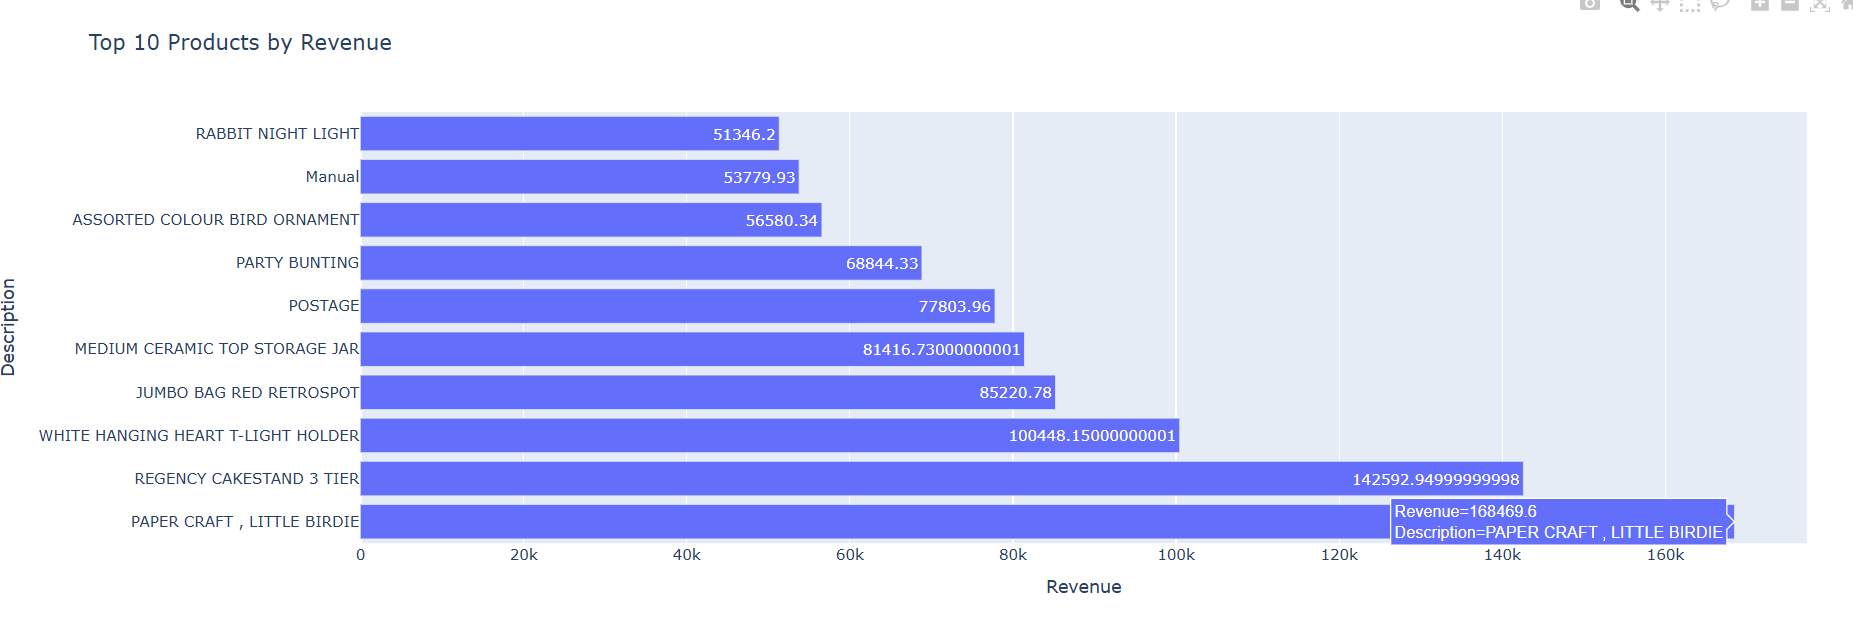 Top 10 Products by Revenue
Description
RABBIT NIGHT LIGHT 51346.2
Manual 53779.93
ASSORTED COLOUR BIRD ORNAMENT 56580.34
PARTY BUNTING 68844.33
POSTAGE 77803.96
MEDIUM CERAMIC TOP STORAGE JAR 81416.73000000001
JUMBO BAG RED RETROSPOT 85220.78
WHITE HANGING HEART T-LIGHT HOLDER 100448.15000000001
REGENCY CAKESTAND 3 TIER 142592.94999999998
PAPER CRAFT , LITTLE BIRDIE
Revenue=168469.6
Description=PAPER CRAFT , LITTLE BIRDIE
0 20k 40k 60k 80k 100k 120k 140k 160k
Revenue